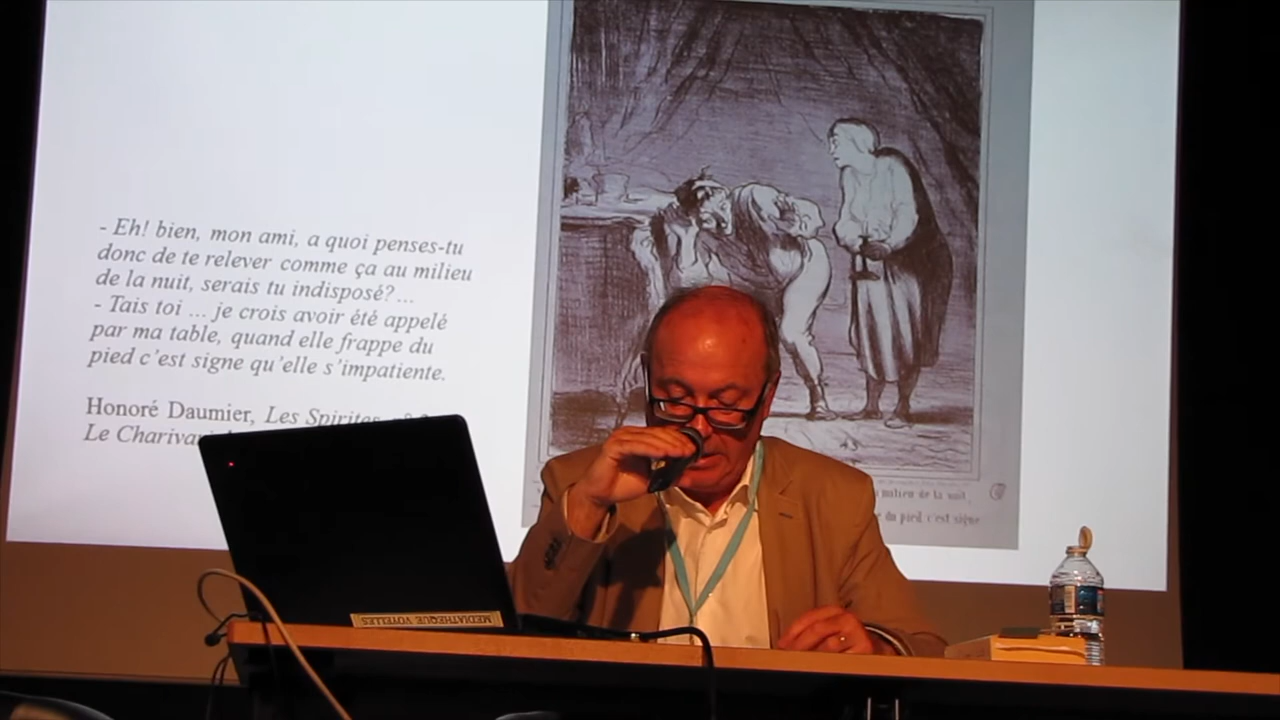 - Eh! bien, mon ami, a quoi penses-tu
donc de te relever comme ça au milieu
de la nuit, serais tu indisposé?...
- Tais toi ... je crois avoir été appelé
par ma table, quand elle frappe du
pied c'est signe qu'elle s'impatiente.
Honoré Daumier, Les Spirites
Le Charivari
milieu de la nuit,
du pied c'est signe
MEDIATHEQUE VOYELLES